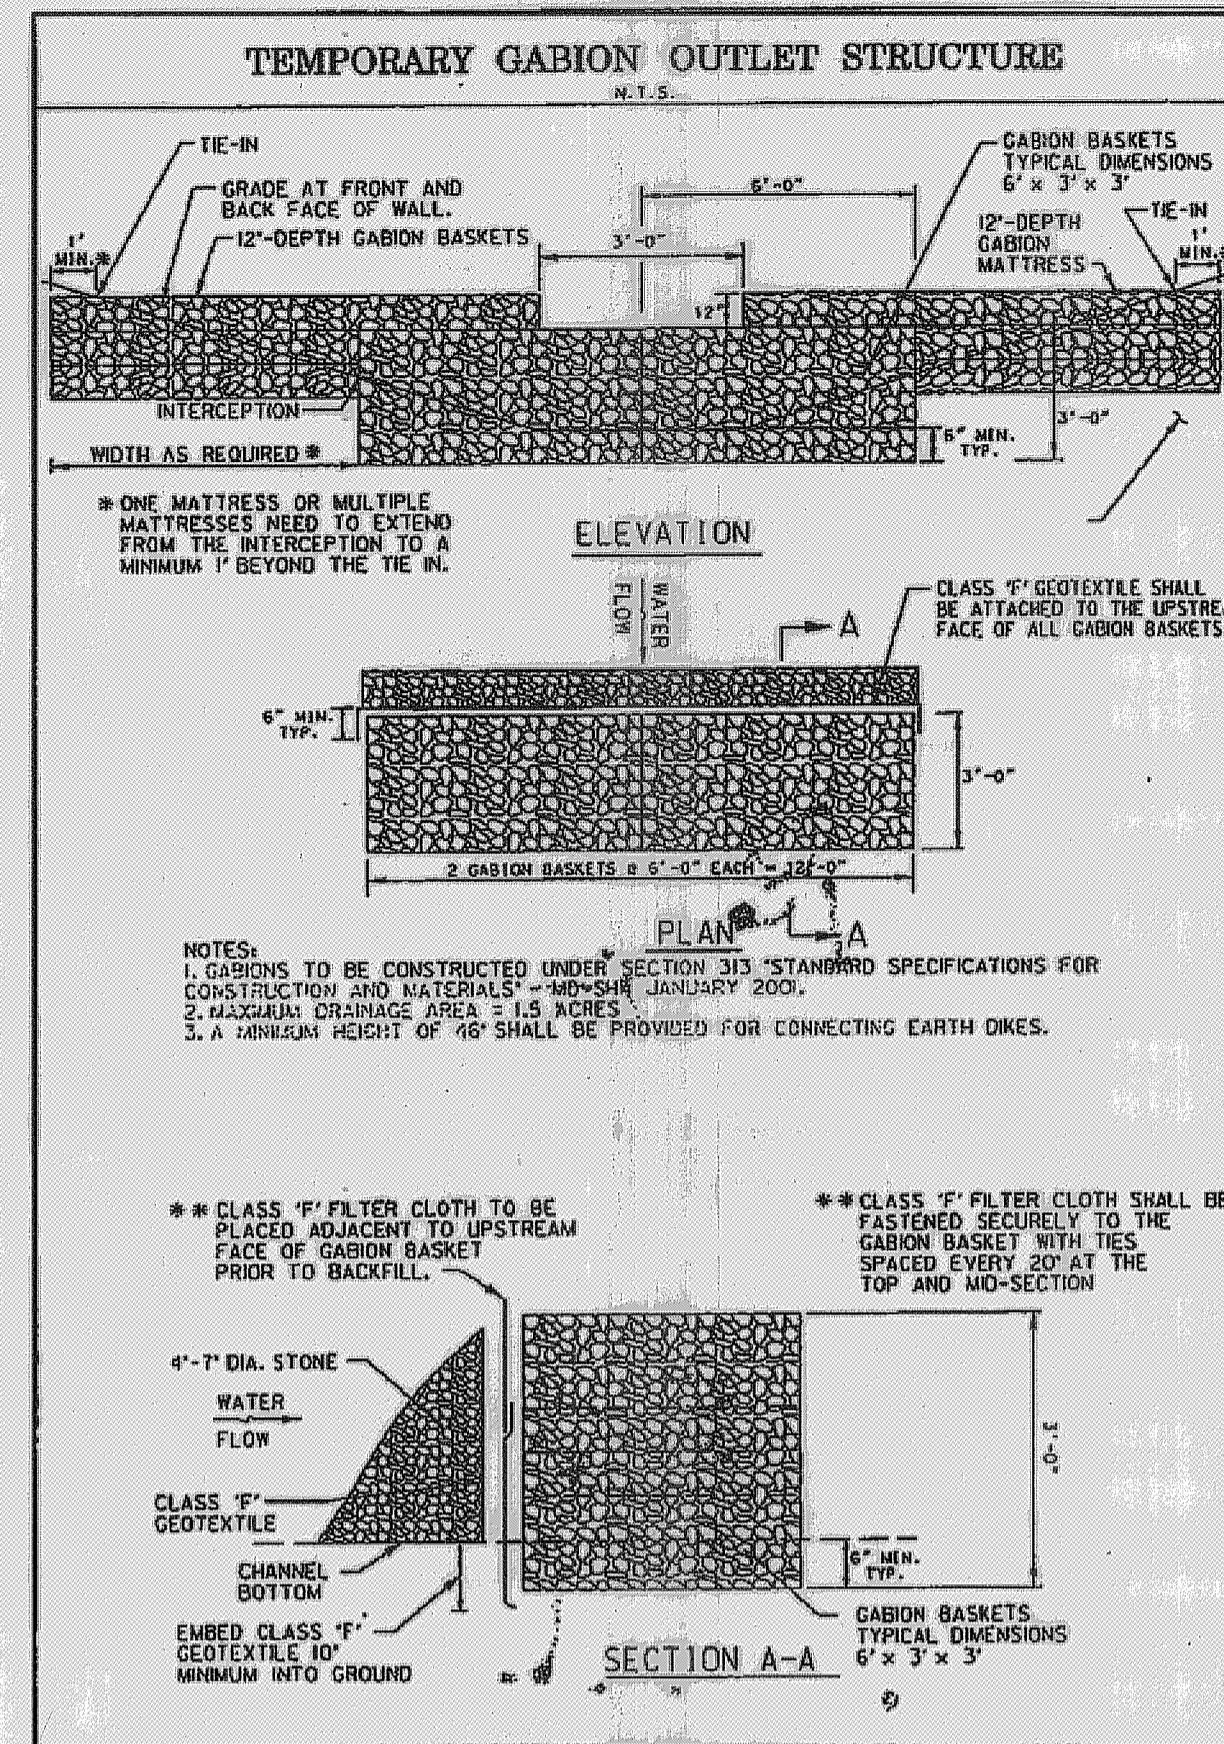 TEMPORARY GABION OUTLET STRUCTURE
N.T.S.
TIE-IN
GRADE AT FRONT AND
BACK FACE OF WALL.
12"-DEPTH GABION BASKETS
1'
MIN.*
3'-0"
6'-0"
12"
GABION BASKETS
TYPICAL DIMENSIONS
6' x 3' x 3'
12"-DEPTH
GABION
MATTRESS
TIE-IN
1'
MIN.*
INTERCEPTION
WIDTH AS REQUIRED *
6" MIN.
TYP.
3'-0"
* ONE MATTRESS OR MULTIPLE
MATTRESSES NEED TO EXTEND
FROM THE INTERCEPTION TO A
MINIMUM 1' BEYOND THE TIE IN.
ELEVATION
WATER
FLOW
A
CLASS "F" GEOTEXTILE SHALL
BE ATTACHED TO THE UPSTREA
FACE OF ALL GABION BASKETS
6" MIN.
TYP.
3'-0"
2 GABION BASKETS @ 6'-0" EACH = 12'-0"
PLAN
A
NOTES:
1. GABIONS TO BE CONSTRUCTED UNDER SECTION 313 "STANDARD SPECIFICATIONS FOR
CONSTRUCTION AND MATERIALS" - MD-SHA JANUARY 2001.
2. MAXIMUM DRAINAGE AREA = 1.5 ACRES
3. A MINIMUM HEIGHT OF SHALL BE PROVIDED FOR CONNECTING EARTH DIKES.
* * CLASS "F" FILTER CLOTH TO BE
PLACED ADJACENT TO UPSTREAM
FACE OF GABION BASKET
PRIOR TO BACKFILL.
* * CLASS "F" FILTER CLOTH SHALL BE
FASTENED SECURELY TO THE
GABION BASKET WITH TIES
SPACED EVERY 20" AT THE
TOP AND MID-SECTION
4"-7" DIA. STONE
WATER
FLOW
CLASS "F"
GEOTEXTILE
CHANNEL
BOTTOM
EMBED CLASS "F"
GEOTEXTILE 10"
MINIMUM INTO GROUND
3'-0"
6" MIN.
TYP.
GABION BASKETS
TYPICAL DIMENSIONS
6' x 3' x 3'
SECTION A-A